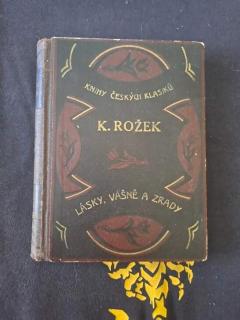 KNIHY ČESKÝCH KLASIKŮ
K. ROŽEK
LÁSKY, VÁŠNĚ A ZRADY